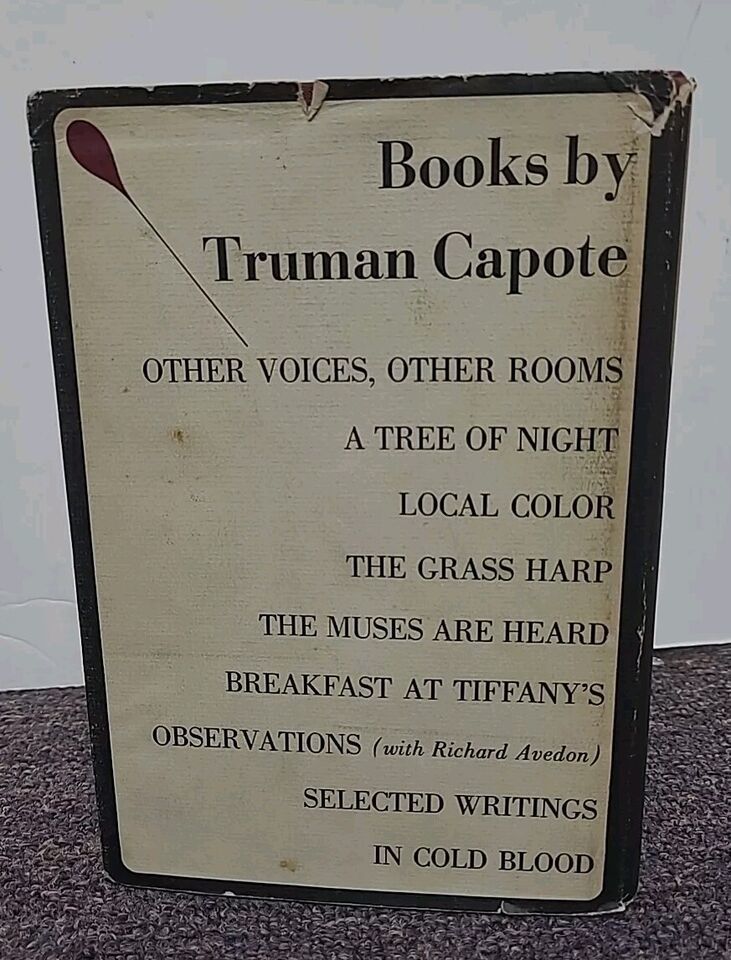 Books by
Truman Capote
OTHER VOICES, OTHER ROOMS
A TREE OF NIGHT
LOCAL COLOR
THE GRASS HARP
THE MUSES ARE HEARD
BREAKFAST AT TIFFANY'S
OBSERVATIONS (with Richard Avedon)
SELECTED WRITINGS
IN COLD BLOOD